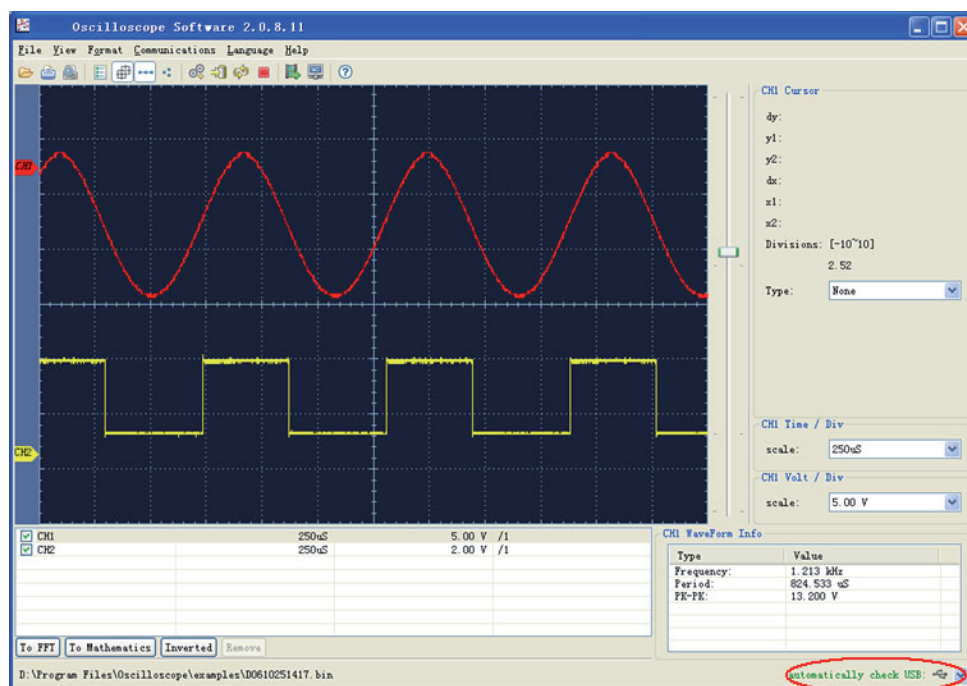 Oscilloscope Software 2.0.8.11
File View Format Communications Language Help
CH1 Cursor
dy:
y1:
y2:
dx:
x1:
x2:
Divisions: [-10~10]
2.52
Type: None
CH1
CH2
CH1 Time / Div
scale: 250uS
CH1 Volt / Div
scale: 5.00 V
CH1 250uS 5.00 V /1
CH2 250uS 2.00 V /1
CH1 WaveForm Info
Type Value
Frequency: 1.213 kHz
Period: 824.533 uS
PK-PK: 13.200 V
To FFT To Mathematics Inverted Remove
D:\Program Files\Oscilloscope\examples\D0610251417.bin
automatically check USB: